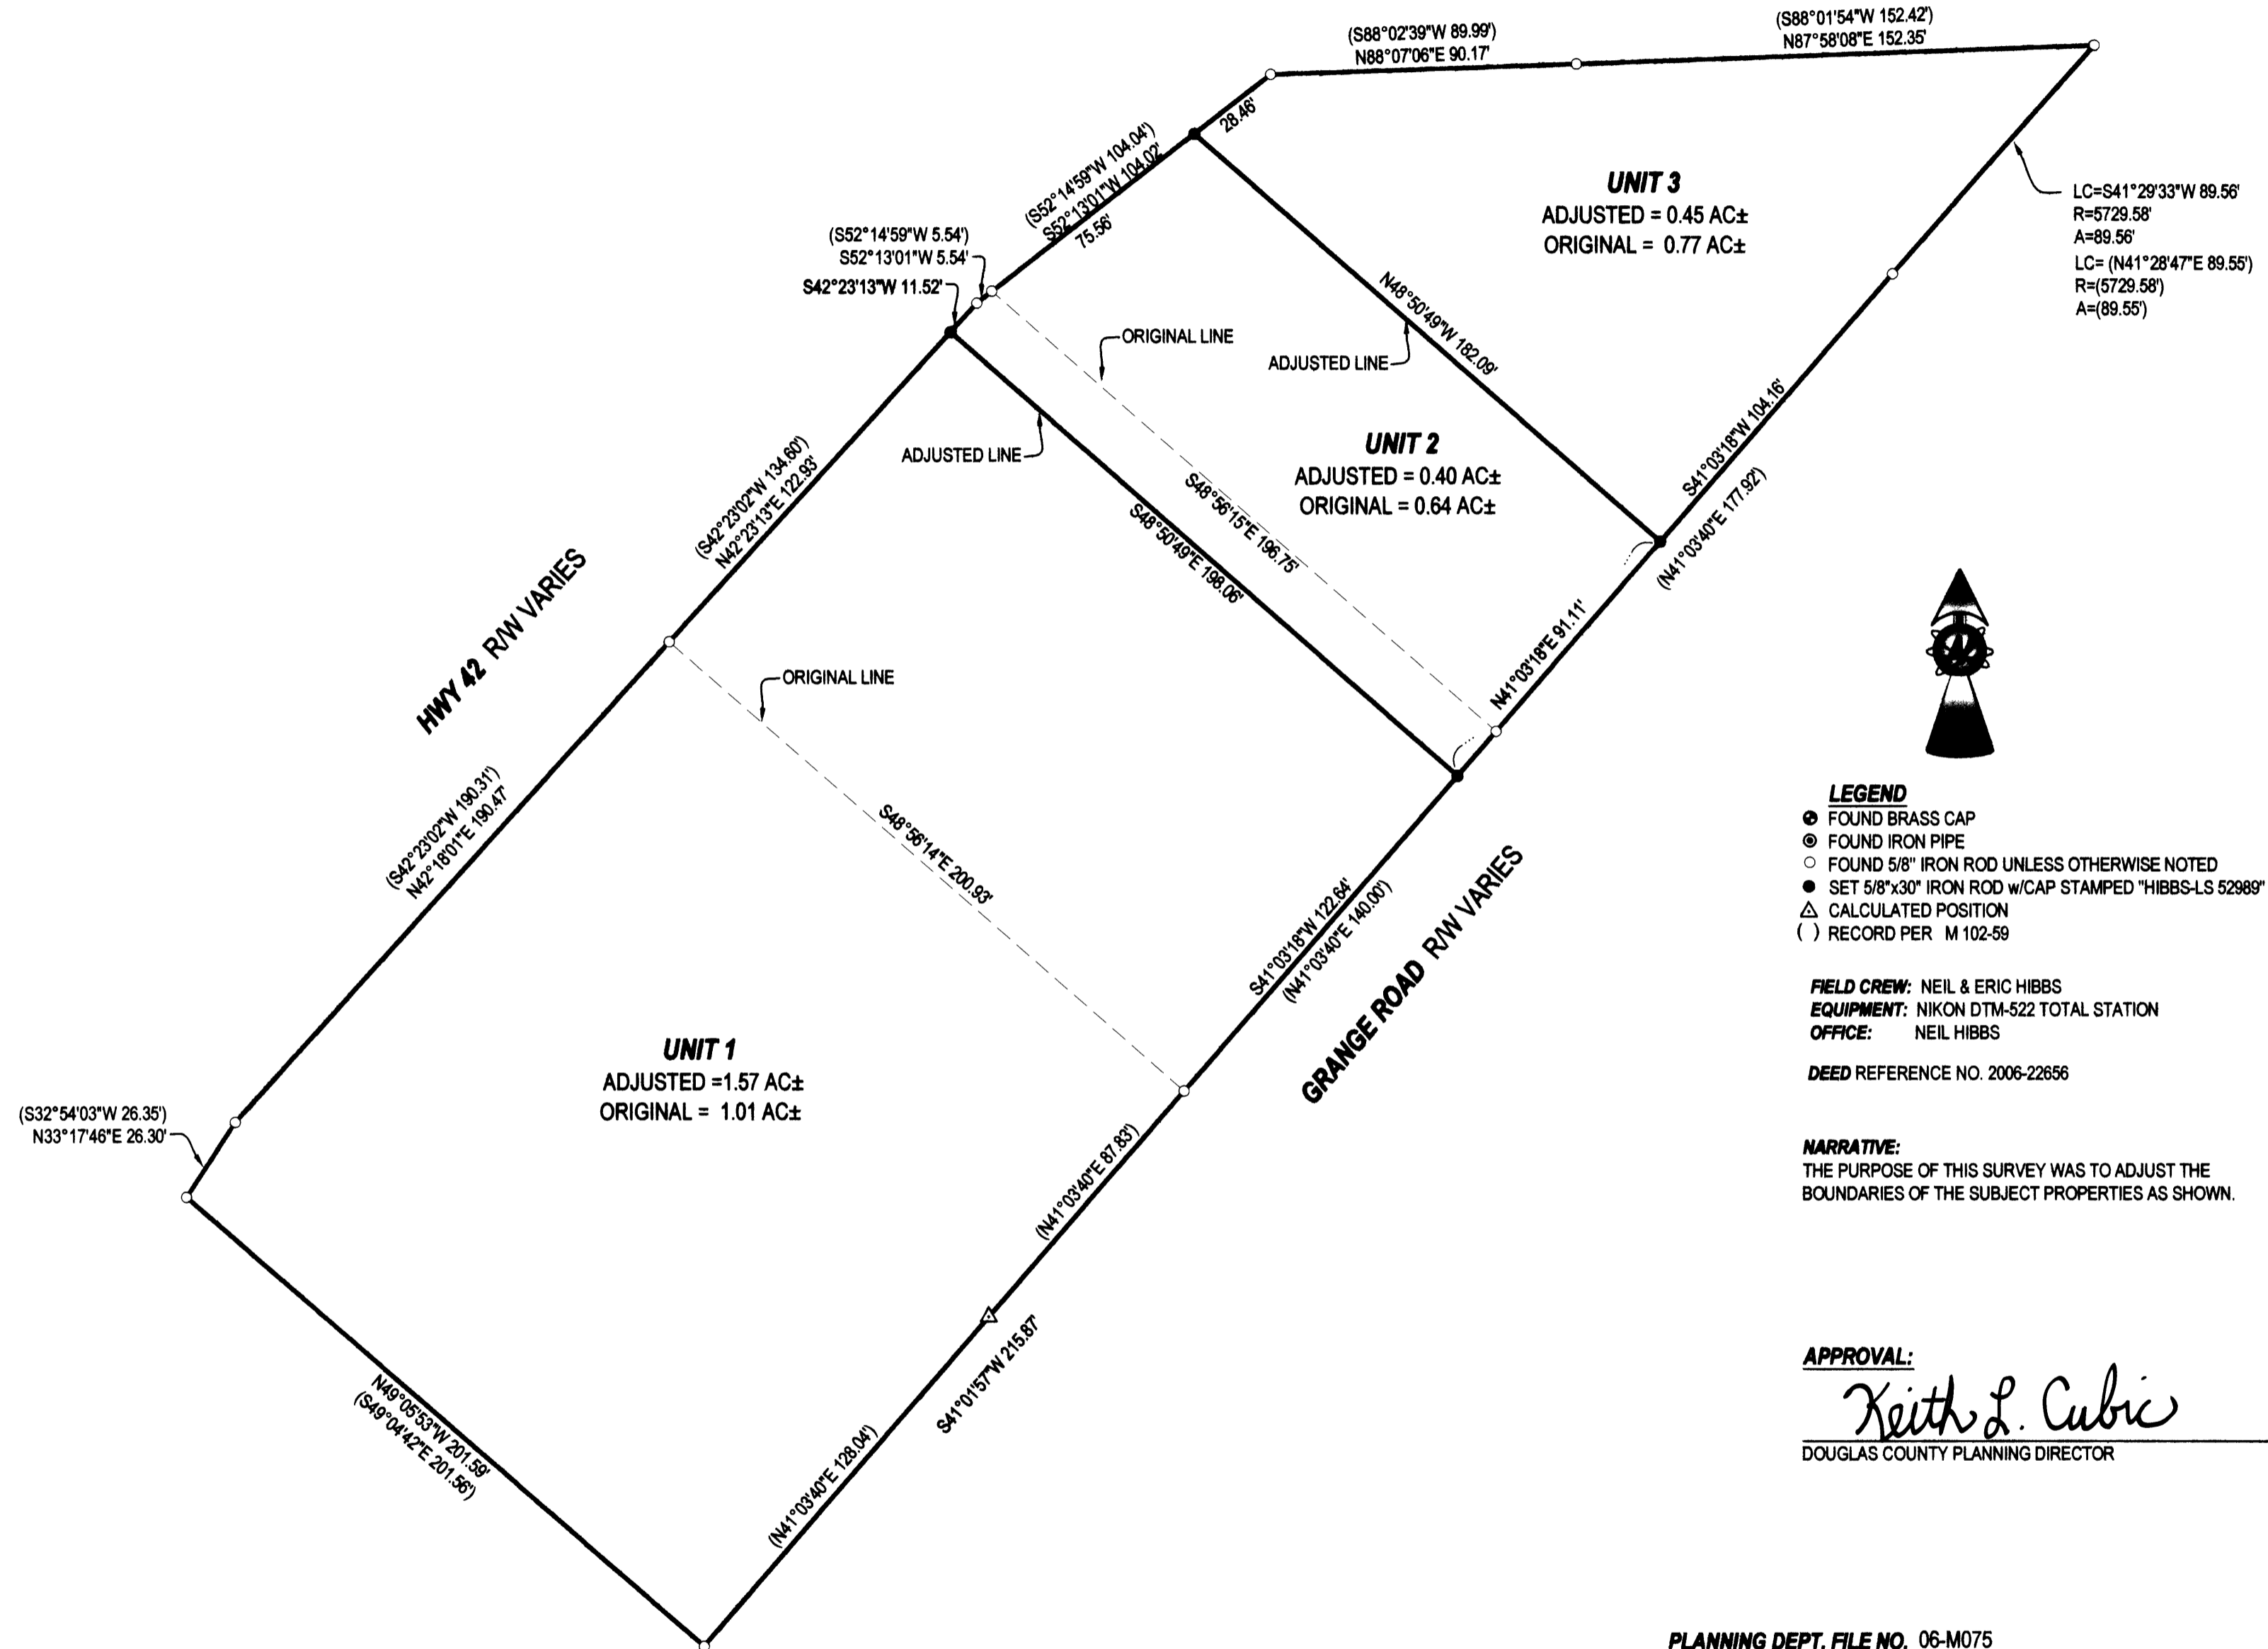 (S88°02'39"W 89.99')
N88°07'06"E 90.17'
(S88°01'54"W 152.42')
N87°58'08"E 152.35'
28.46'
(S52°14'59"W 104.04')
S52°13'01"W 104.02'
75.56'
(S52°14'59"W 5.54')
S52°13'01"W 5.54'
S42°23'13"W 11.52'
UNIT 3
ADJUSTED = 0.45 AC±
ORIGINAL = 0.77 AC±
LC=S41°29'33"W 89.56'
R=5729.58'
A=89.56'
LC= (N41°28'47"E 89.55')
R=(5729.58')
A=(89.55')
N48°50'49"W 182.09'
ORIGINAL LINE
ADJUSTED LINE
S41°03'18"W 104.16'
(N41°03'40"E 177.92')
UNIT 2
ADJUSTED = 0.40 AC±
ORIGINAL = 0.64 AC±
ADJUSTED LINE
(S42°23'02"W 134.60')
N42°23'13"E 122.93'
S48°56'15"E 196.75'
S48°50'49"E 198.06'
N41°03'18"E 91.11'
HWY 42 R/W VARIES
ORIGINAL LINE
(S42°23'02"W 190.31')
N42°18'01"E 190.47'
S48°56'14"E 200.93'
S41°03'18"W 122.64'
(N41°03'40"E 140.00')
GRANGE ROAD R/W VARIES
UNIT 1
ADJUSTED =1.57 AC±
ORIGINAL = 1.01 AC±
(S32°54'03"W 26.35')
N33°17'46"E 26.30'
(N41°03'40"E 87.83')
S41°01'57"W 215.87'
(N41°03'40"E 128.04')
N49°05'53"W 201.59'
(S49°04'42"E 201.56')
N
LEGEND
FOUND BRASS CAP
FOUND IRON PIPE
FOUND 5/8" IRON ROD UNLESS OTHERWISE NOTED
SET 5/8"x30" IRON ROD w/CAP STAMPED "HIBBS-LS 52989"
CALCULATED POSITION
( ) RECORD PER M 102-59
FIELD CREW: NEIL & ERIC HIBBS
EQUIPMENT: NIKON DTM-522 TOTAL STATION
OFFICE: NEIL HIBBS
DEED REFERENCE NO. 2006-22656
NARRATIVE:
THE PURPOSE OF THIS SURVEY WAS TO ADJUST THE
BOUNDARIES OF THE SUBJECT PROPERTIES AS SHOWN.
APPROVAL:
Keith L. Cubic
DOUGLAS COUNTY PLANNING DIRECTOR
PLANNING DEPT. FILE NO. 06-M075